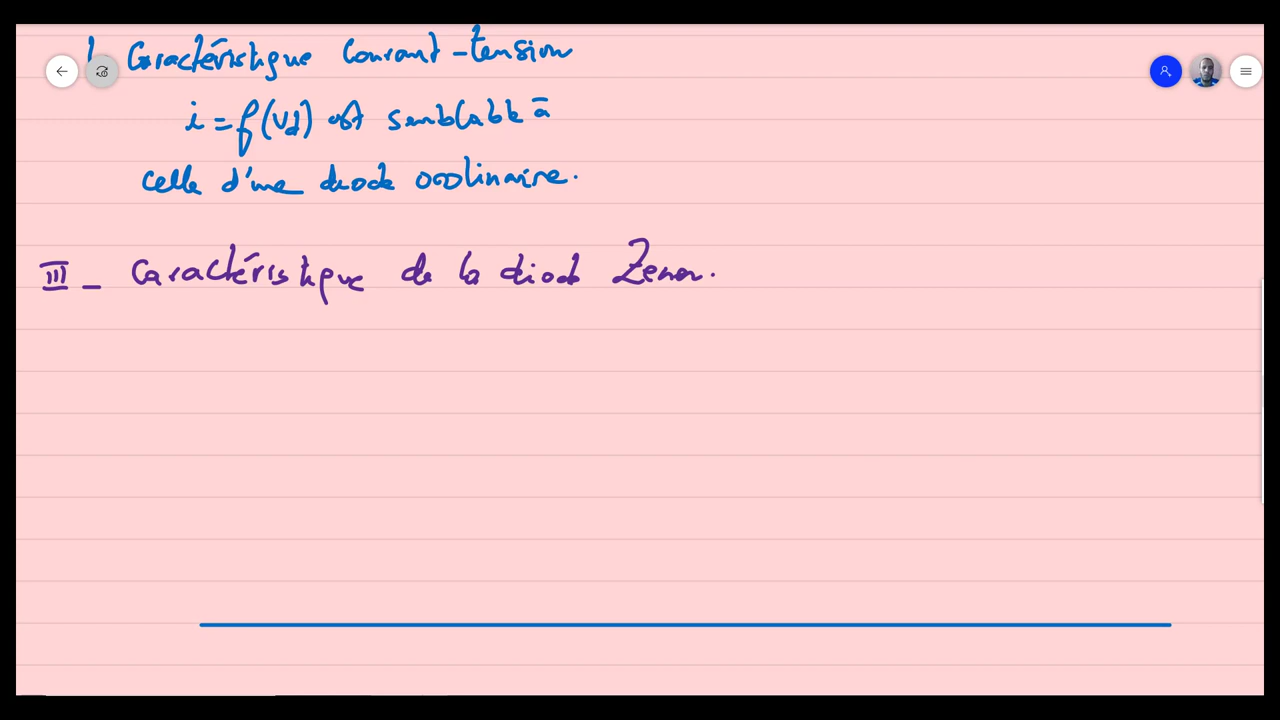 Caractéristique Courant-tension
i = f(Vd) est semblable à
celle d'une diode ordinaire.
III - Caractéristique de la diode Zener.